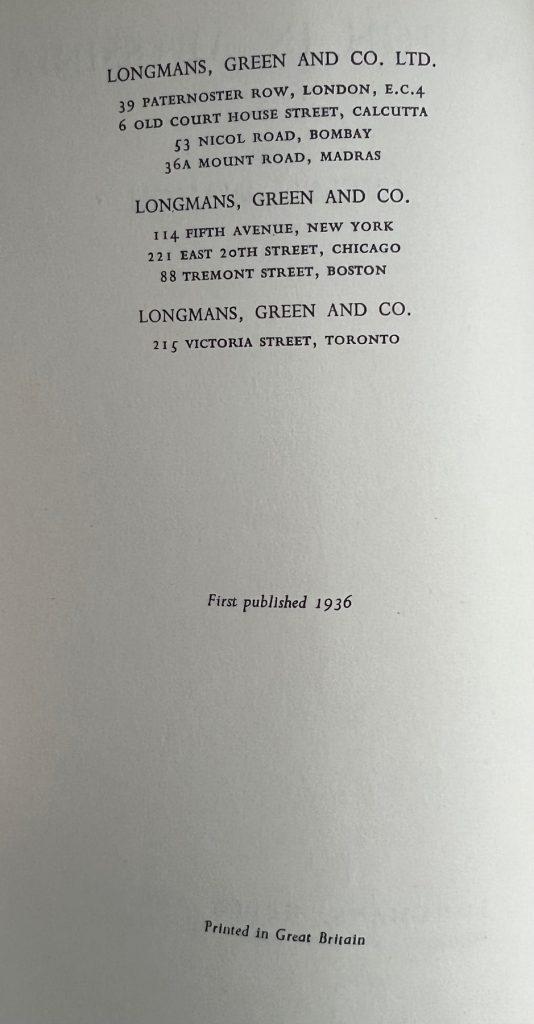 LONGMANS, GREEN AND CO. LTD.
39 PATERNOSTER ROW, LONDON, E.C.4
6 OLD COURT HOUSE STREET, CALCUTTA
53 NICOL ROAD, BOMBAY
36A MOUNT ROAD, MADRAS
LONGMANS, GREEN AND CO.
114 FIFTH AVENUE, NEW YORK
221 EAST 20TH STREET, CHICAGO
88 TREMONT STREET, BOSTON
LONGMANS, GREEN AND CO.
215 VICTORIA STREET, TORONTO
First published 1936
Printed in Great Britain